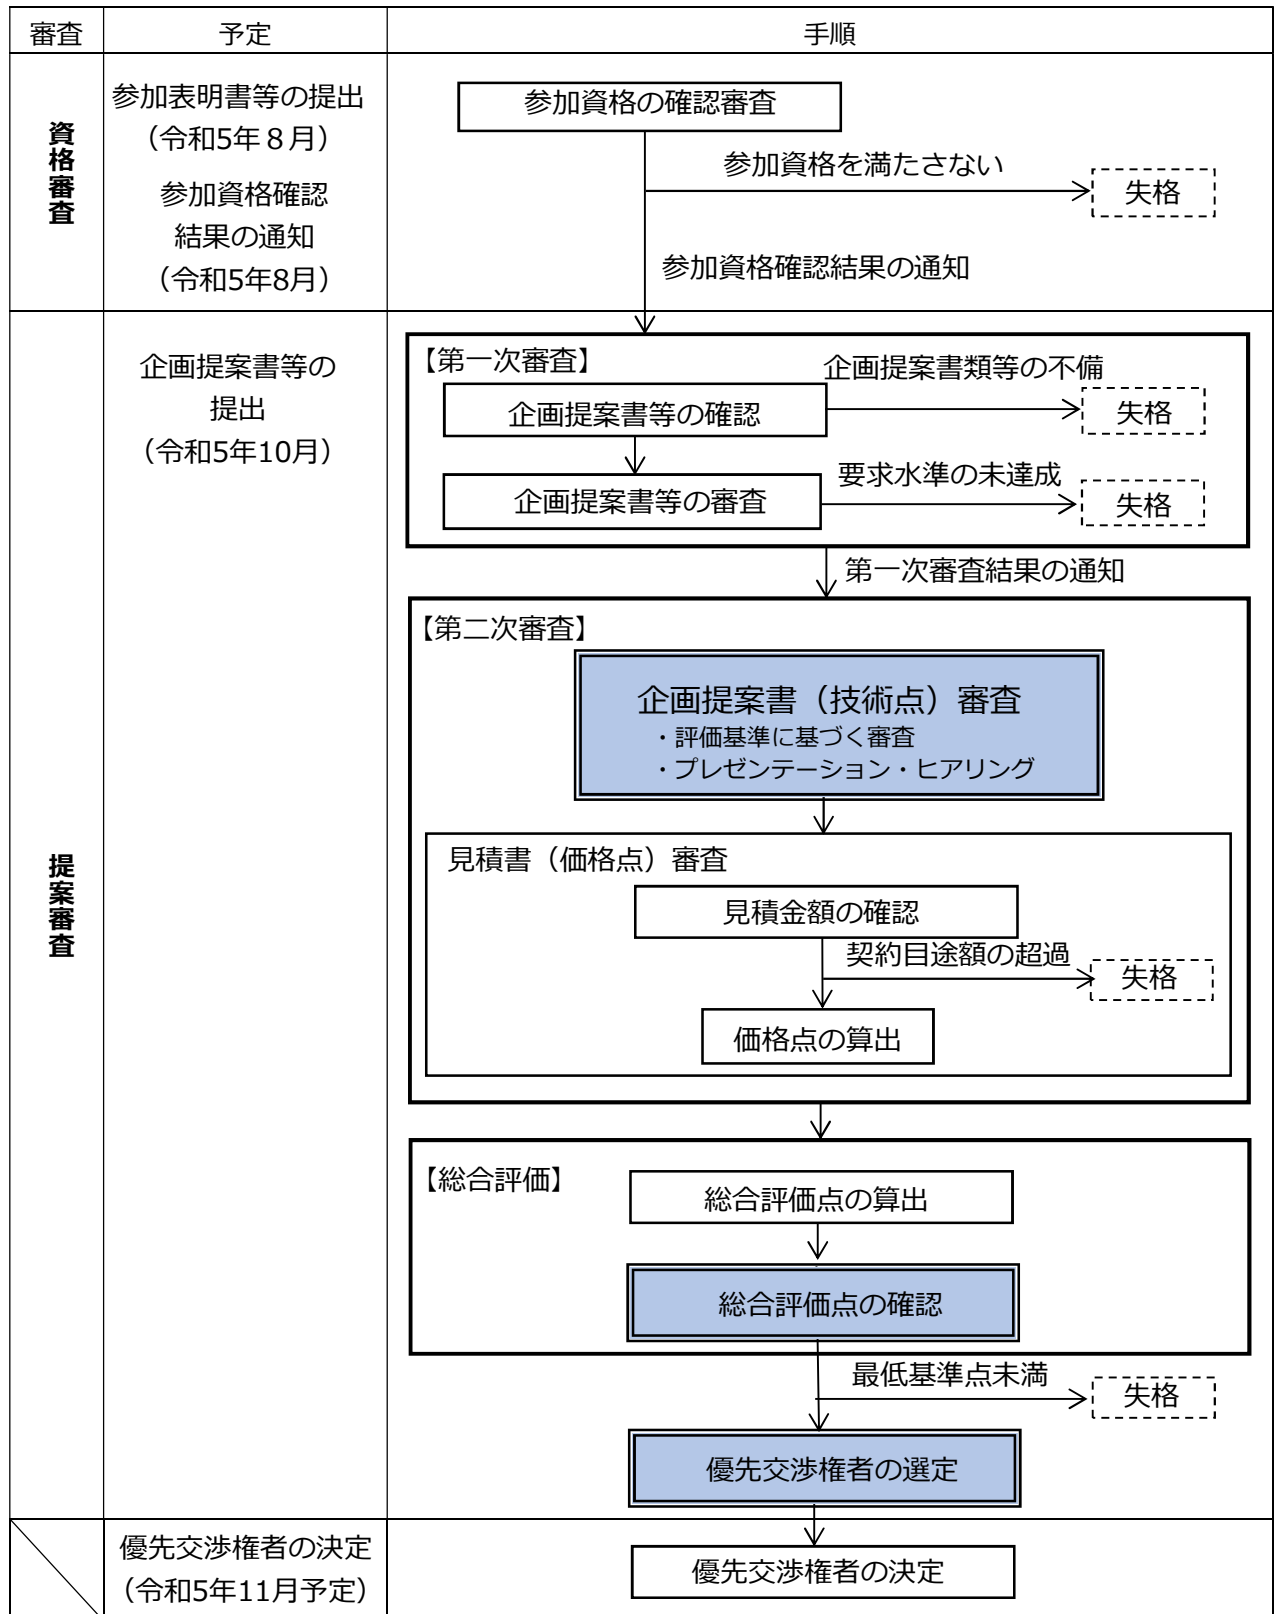 審査
予定
手順
資格審査
参加表明書等の提出
（令和5年８月）
参加資格確認
結果の通知
（令和5年8月）
参加資格の確認審査
参加資格を満たさない
失格
参加資格確認結果の通知
提案審査
企画提案書等の
提出
（令和5年10月）
【第一次審査】
企画提案書類等の不備
企画提案書等の確認
失格
要求水準の未達成
企画提案書等の審査
失格
第一次審査結果の通知
【第二次審査】
企画提案書（技術点）審査
・評価基準に基づく審査
・プレゼンテーション・ヒアリング
見積書（価格点）審査
見積金額の確認
契約目途額の超過
失格
価格点の算出
【総合評価】
総合評価点の算出
総合評価点の確認
最低基準点未満
失格
優先交渉権者の選定
優先交渉権者の決定
（令和5年11月予定）
優先交渉権者の決定